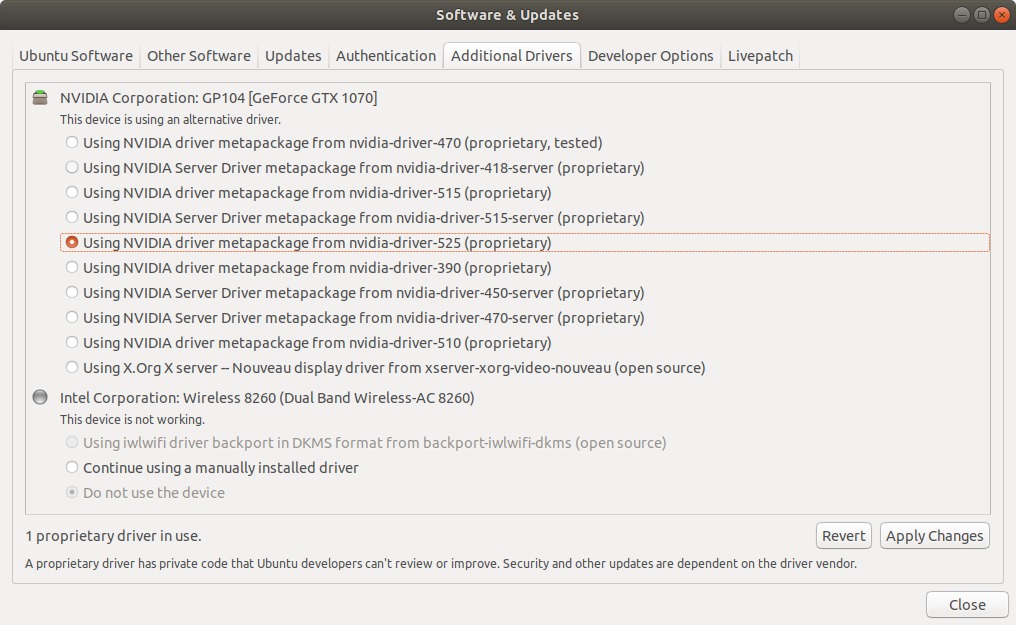 Software & Updates
Ubuntu Software Other Software Updates Authentication Additional Drivers Developer Options Livepatch
NVIDIA Corporation: GP104 [GeForce GTX 1070]
This device is using an alternative driver.
Using NVIDIA driver metapackage from nvidia-driver-470 (proprietary, tested)
Using NVIDIA Server Driver metapackage from nvidia-driver-418-server (proprietary)
Using NVIDIA driver metapackage from nvidia-driver-515 (proprietary)
Using NVIDIA Server Driver metapackage from nvidia-driver-515-server (proprietary)
Using NVIDIA driver metapackage from nvidia-driver-525 (proprietary)
Using NVIDIA driver metapackage from nvidia-driver-390 (proprietary)
Using NVIDIA Server Driver metapackage from nvidia-driver-450-server (proprietary)
Using NVIDIA Server Driver metapackage from nvidia-driver-470-server (proprietary)
Using NVIDIA driver metapackage from nvidia-driver-510 (proprietary)
Using X.Org X server -- Nouveau display driver from xserver-xorg-video-nouveau (open source)
Intel Corporation: Wireless 8260 (Dual Band Wireless-AC 8260)
This device is not working.
Using iwlwifi driver backport in DKMS format from backport-iwlwifi-dkms (open source)
Continue using a manually installed driver
Do not use the device
1 proprietary driver in use.
Revert Apply Changes
A proprietary driver has private code that Ubuntu developers can't review or improve. Security and other updates are dependent on the driver vendor.
Close